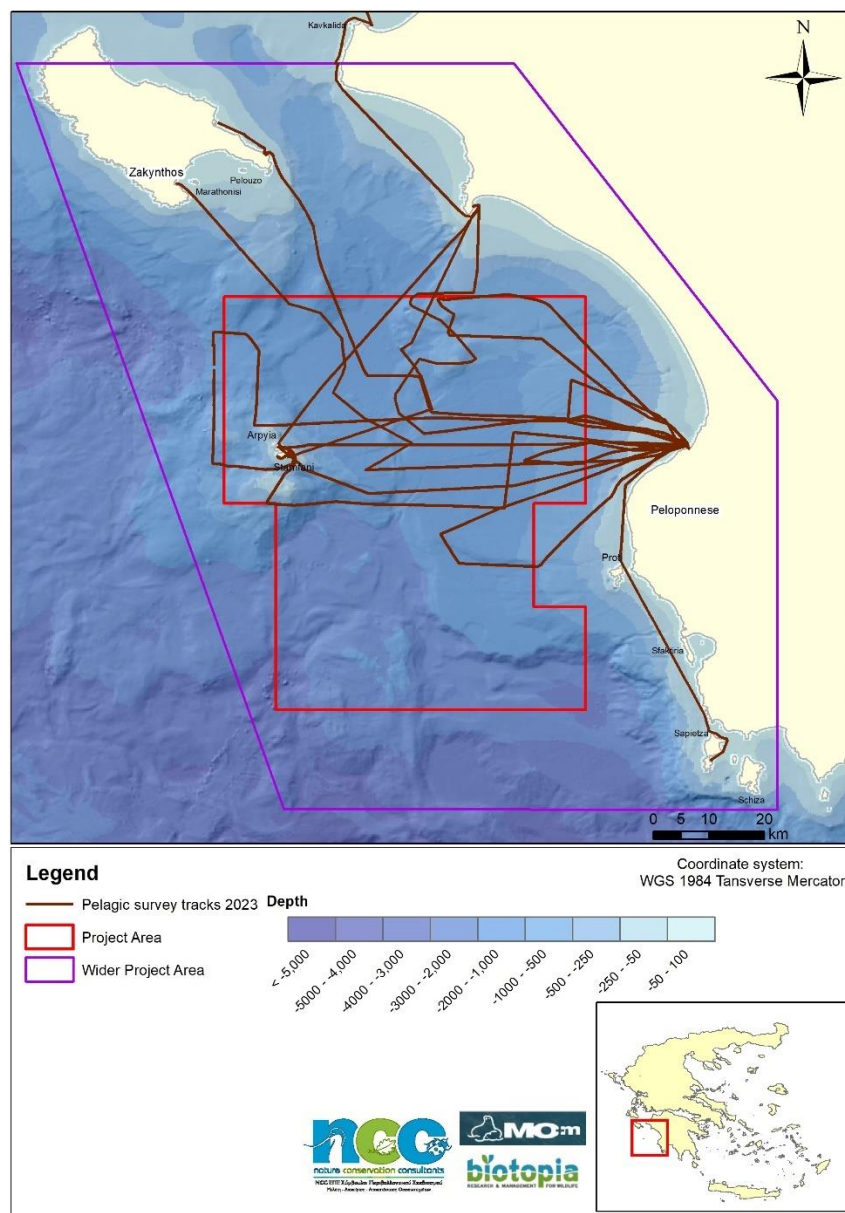 Kavkalida
N
Zakynthos
Marathonisi
Pelouzo
Arpyia
Stamfani
Peloponnese
Proti
Sfakteria
Sapietza
Schiza
0 5 10 20
km
Legend
Pelagic survey tracks 2023
Project Area
Wider Project Area
Coordinate system:
WGS 1984 Tansverse Mercator
Depth
< -5,000
-5000 - -4,000
-4000 - -3,000
-3000 - -2,000
-2000 - -1,000
-1000 - -500
-500 - -250
-250 - -50
-50 - 100
ncc
nature conservation consultants
MOm
biotopia
RESEARCH & MANAGEMENT FOR WILDLIFE